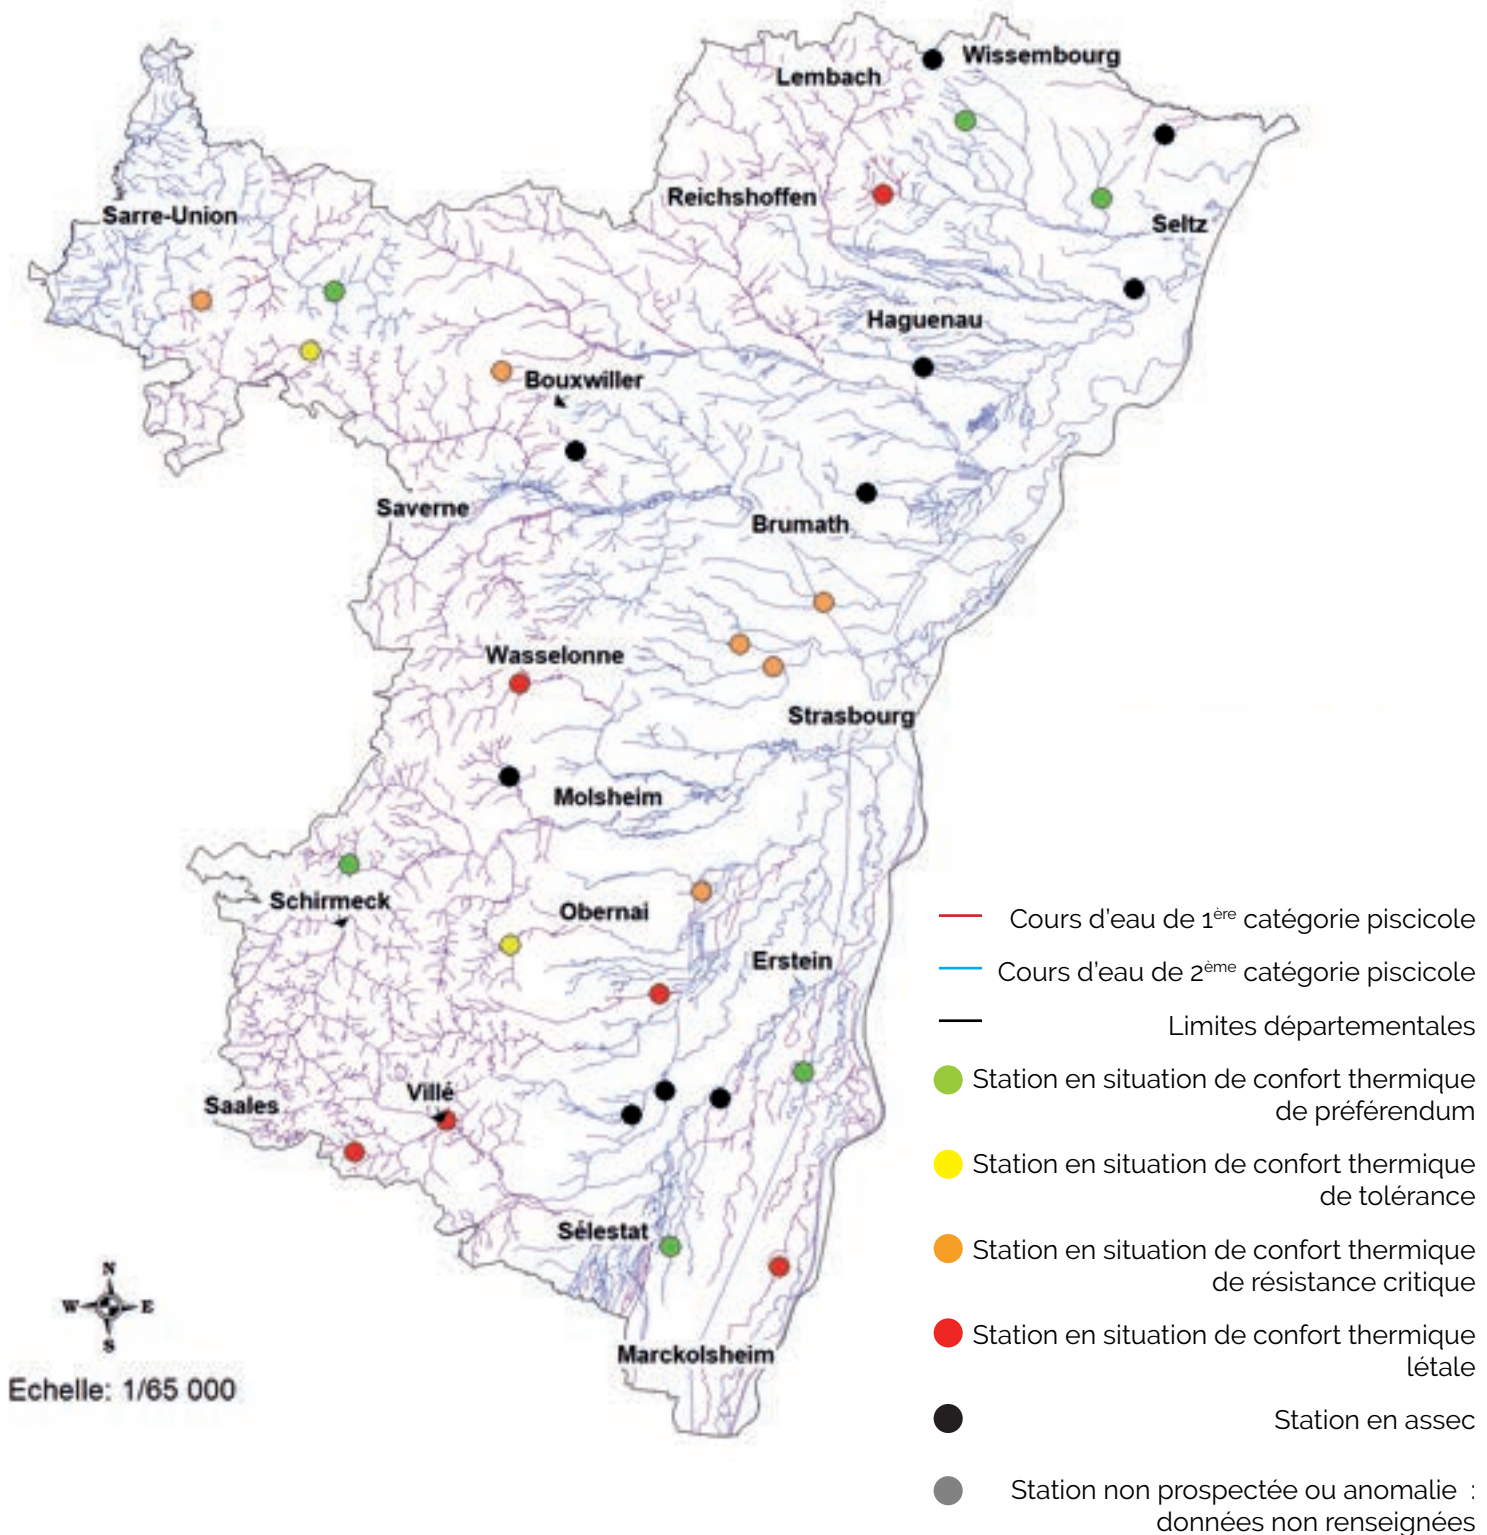 Wissembourg
Lembach
Reichshoffen
Sarre-Union
Seltz
Haguenau
Bouxwiller
Saverne
Brumath
Wasselonne
Strasbourg
Molsheim
Schirmeck
Obernai
Erstein
Villé
Saales
Sélestat
Marckolsheim
N
W E
S
Echelle: 1/65 000
Cours d'eau de 1ère catégorie piscicole
Cours d'eau de 2ème catégorie piscicole
Limites départementales
Station en situation de confort thermique
de préférendum
Station en situation de confort thermique
de tolérance
Station en situation de confort thermique
de résistance critique
Station en situation de confort thermique
létale
Station en assec
Station non prospectée ou anomalie :
données non renseignées